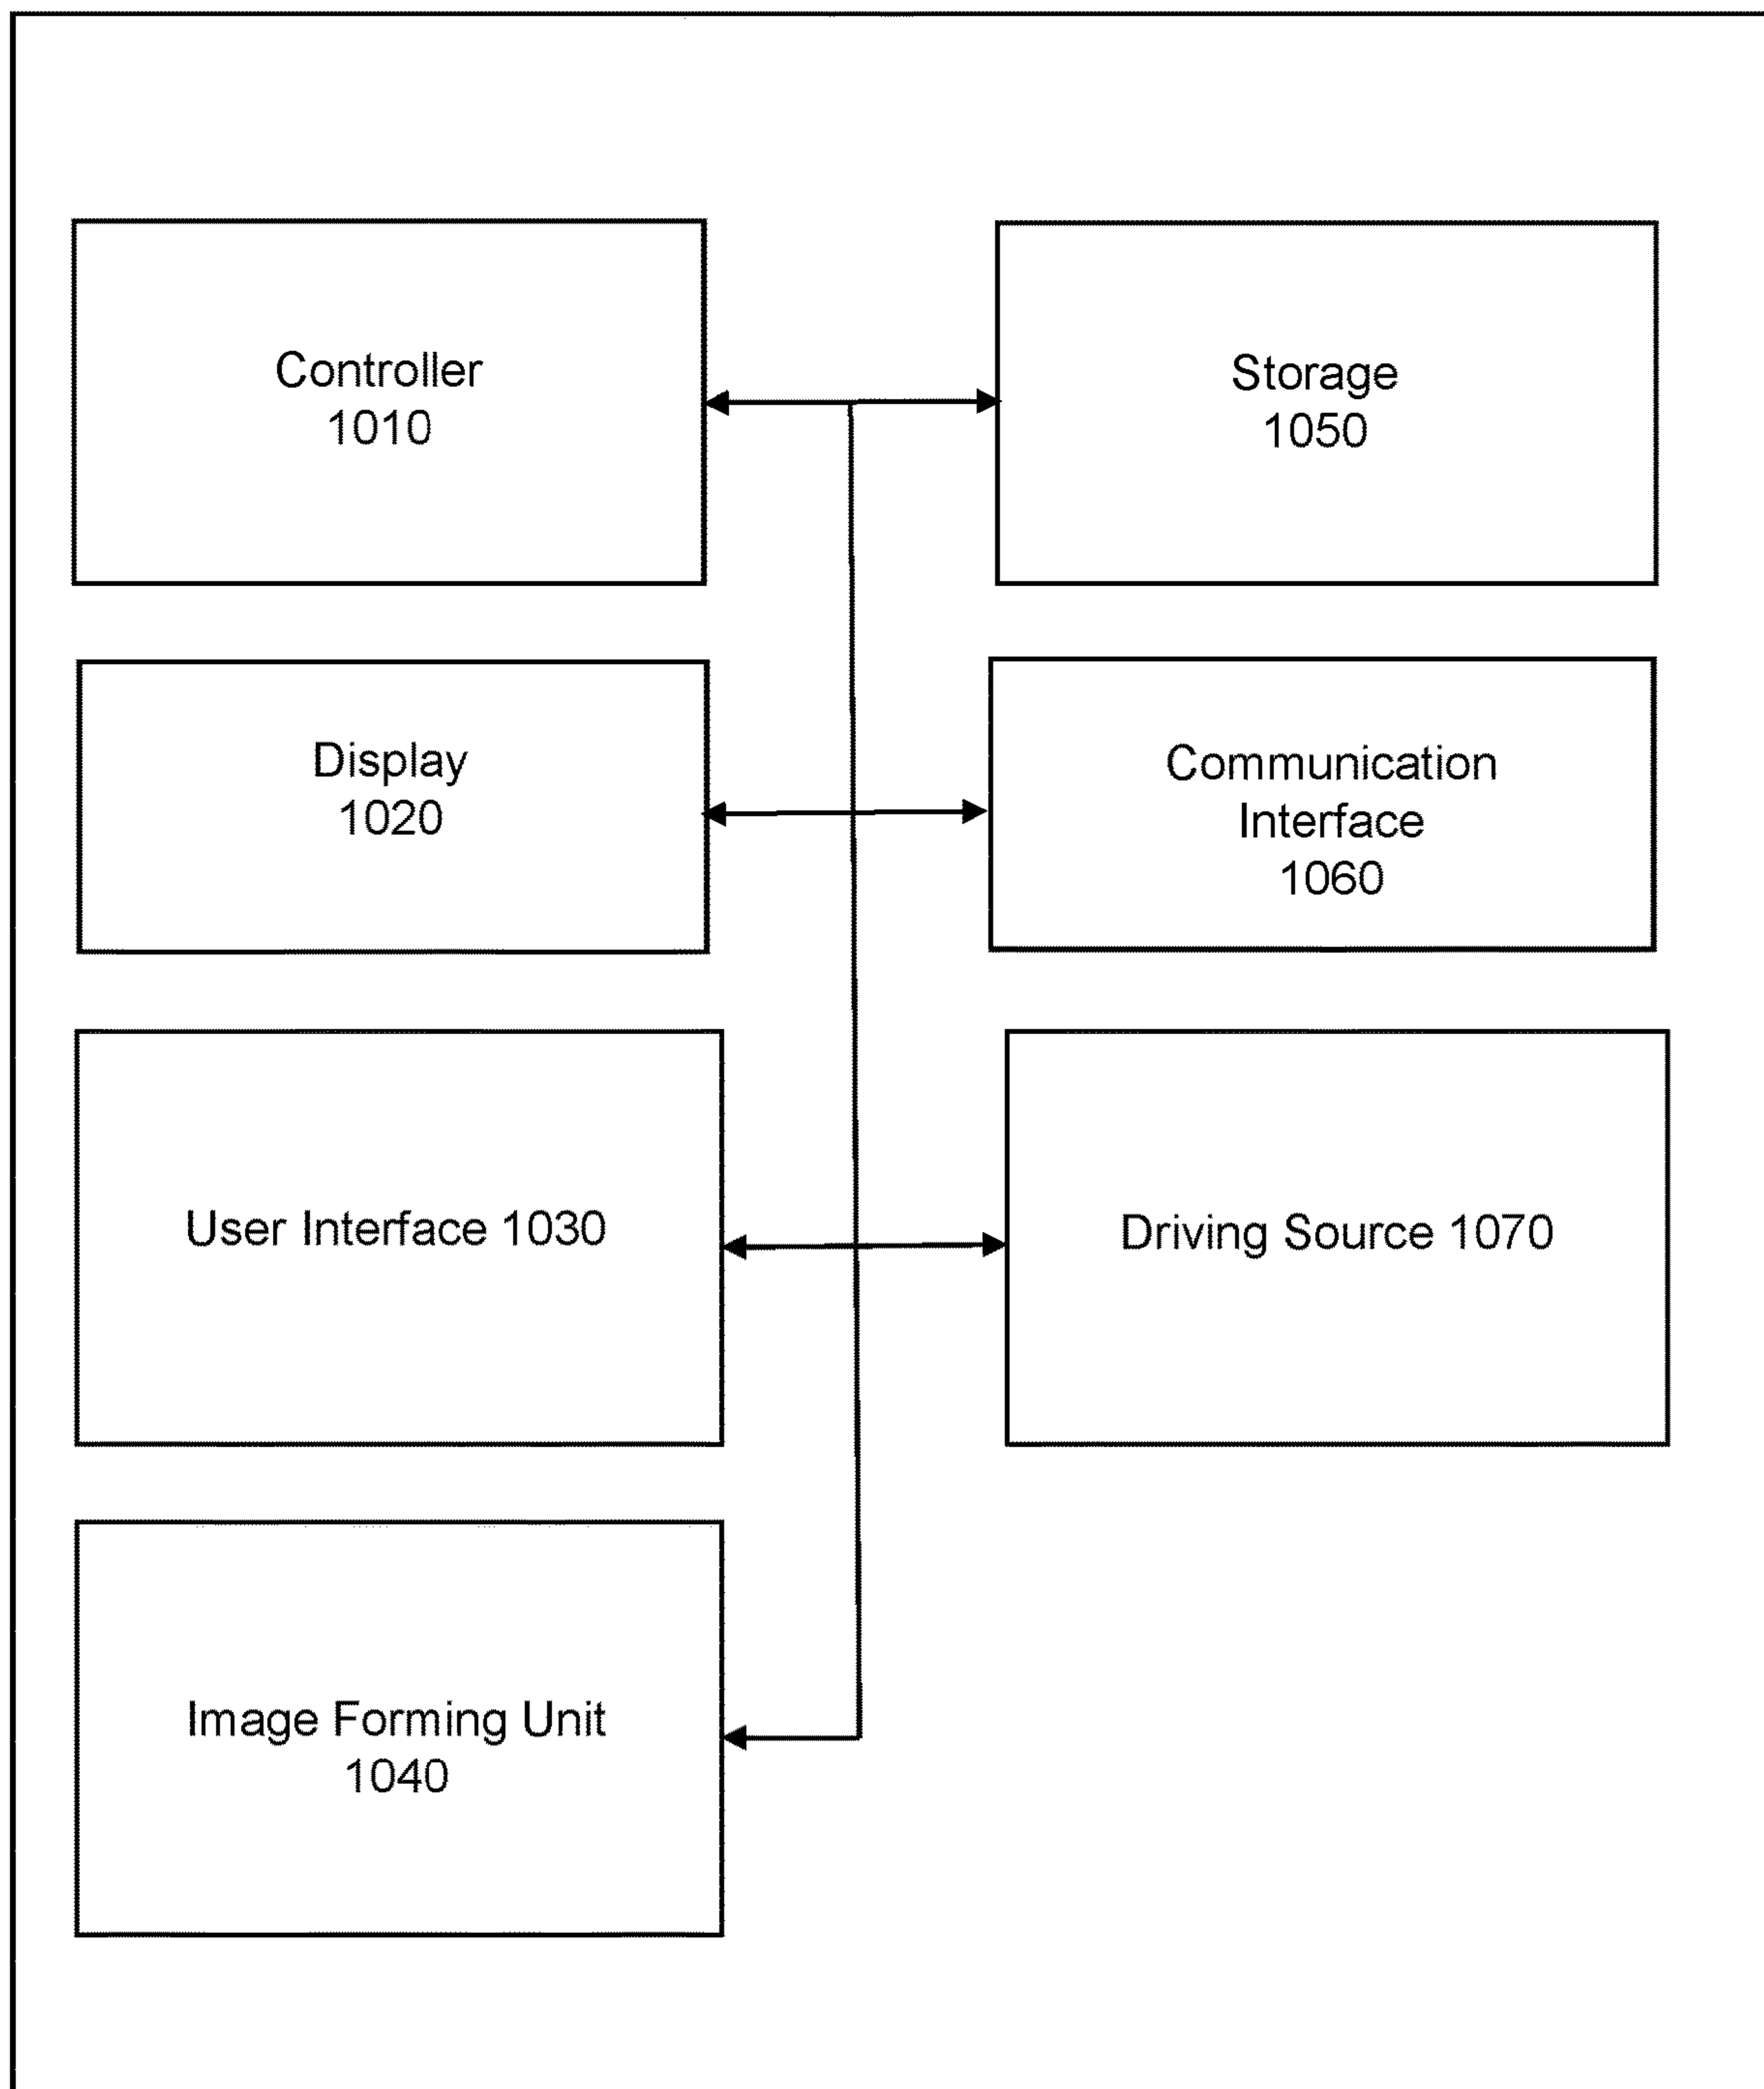 Controller
1010
Storage
1050
Display
1020
Communication
Interface
1060
User Interface 1030
Driving Source 1070
Image Forming Unit
1040